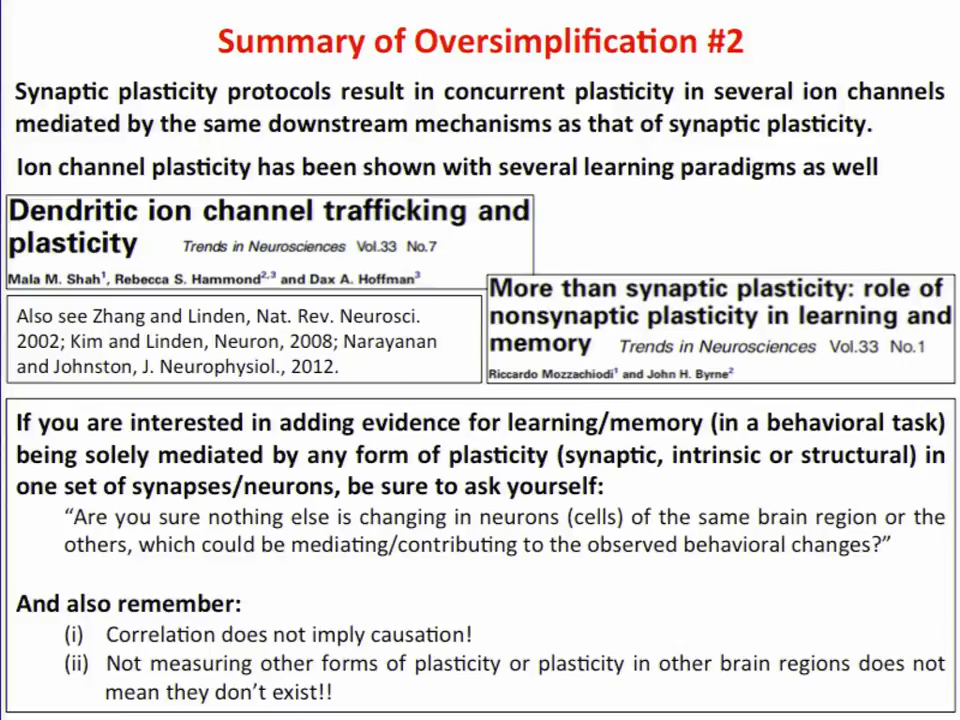 Summary of Oversimplification #2
Synaptic plasticity protocols result in concurrent plasticity in several ion channels
mediated by the same downstream mechanisms as that of synaptic plasticity.
Ion channel plasticity has been shown with several learning paradigms as well
Dendritic ion channel trafficking and
plasticity Trends in Neurosciences Vol.33 No.7
Mala M. Shah¹, Rebecca S. Hammond²,³ and Dax A. Hoffman³
Also see Zhang and Linden, Nat. Rev. Neurosci.
2002; Kim and Linden, Neuron, 2008; Narayanan
and Johnston, J. Neurophysiol., 2012.
More than synaptic plasticity: role of
nonsynaptic plasticity in learning and
memory Trends in Neurosciences Vol.33 No.1
Riccardo Mozzachiodi¹ and John H. Byrne²
If you are interested in adding evidence for learning/memory (in a behavioral task)
being solely mediated by any form of plasticity (synaptic, intrinsic or structural) in
one set of synapses/neurons, be sure to ask yourself:
“Are you sure nothing else is changing in neurons (cells) of the same brain region or the
others, which could be mediating/contributing to the observed behavioral changes?”
And also remember:
(i) Correlation does not imply causation!
(ii) Not measuring other forms of plasticity or plasticity in other brain regions does not
mean they don’t exist!!